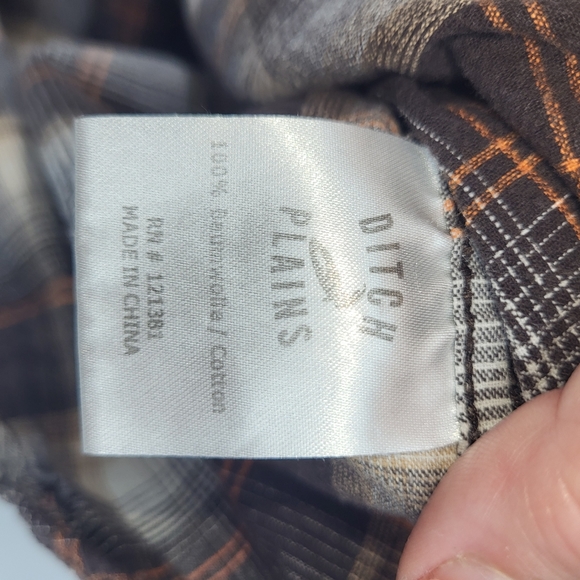 DITCH
PLAINS
100% Baumwolle / Cotton
RN # 121381
MADE IN CHINA